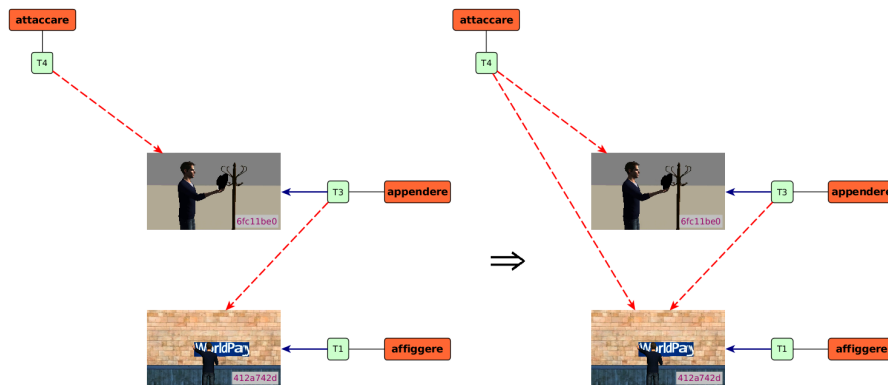 attaccare
attaccare
T4
T4
T3
appendere
T3
appendere
6fc11be0
6fc11be0
⇒
WorldPay
WorldPay
T1
affiggere
T1
affiggere
412a742d
412a742d